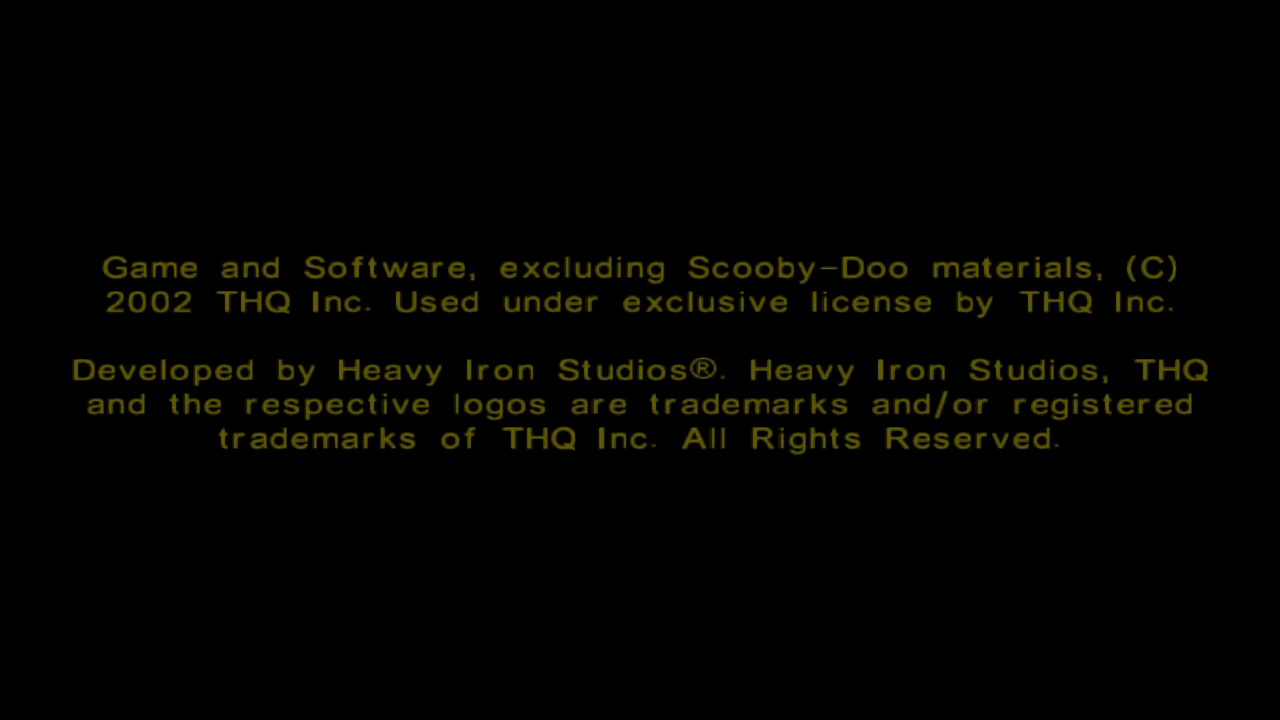 Game and Software, excluding Scooby-Doo materials, (C)
2002 THQ Inc. Used under exclusive license by THQ Inc.
Developed by Heavy Iron Studios®. Heavy Iron Studios, THQ
and the respective logos are trademarks and/or registered
trademarks of THQ Inc. All Rights Reserved.